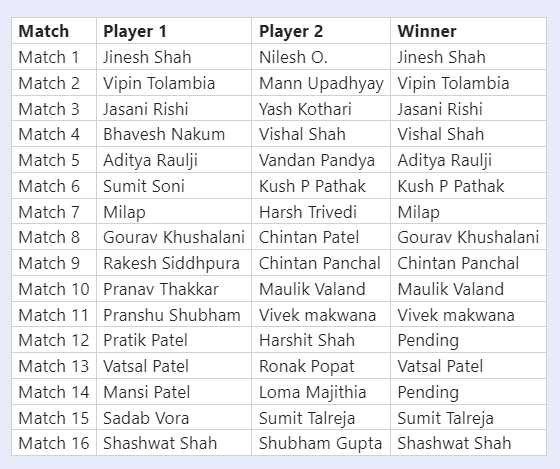 Match Player 1 Player 2 Winner
Match 1 Jinesh Shah Nilesh O. Jinesh Shah
Match 2 Vipin Tolambia Mann Upadhyay Vipin Tolambia
Match 3 Jasani Rishi Yash Kothari Jasani Rishi
Match 4 Bhavesh Nakum Vishal Shah Vishal Shah
Match 5 Aditya Raulji Vandan Pandya Aditya Raulji
Match 6 Sumit Soni Kush P Pathak Kush P Pathak
Match 7 Milap Harsh Trivedi Milap
Match 8 Gourav Khushalani Chintan Patel Gourav Khushalani
Match 9 Rakesh Siddhpura Chintan Panchal Chintan Panchal
Match 10 Pranav Thakkar Maulik Valand Maulik Valand
Match 11 Pranshu Shubham Vivek makwana Vivek makwana
Match 12 Pratik Patel Harshit Shah Pending
Match 13 Vatsal Patel Ronak Popat Vatsal Patel
Match 14 Mansi Patel Loma Majithia Pending
Match 15 Sadab Vora Sumit Talreja Sumit Talreja
Match 16 Shashwat Shah Shubham Gupta Shashwat Shah